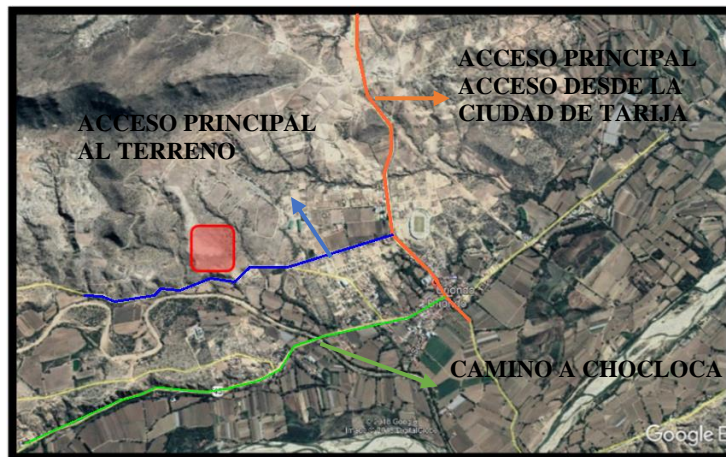 ACCESO PRINCIPAL
ACCESO DESDE LA
CIUDAD DE TARIJA
ACCESO PRINCIPAL
AL TERRENO
CAMINO A CHOCLOCA
Google E